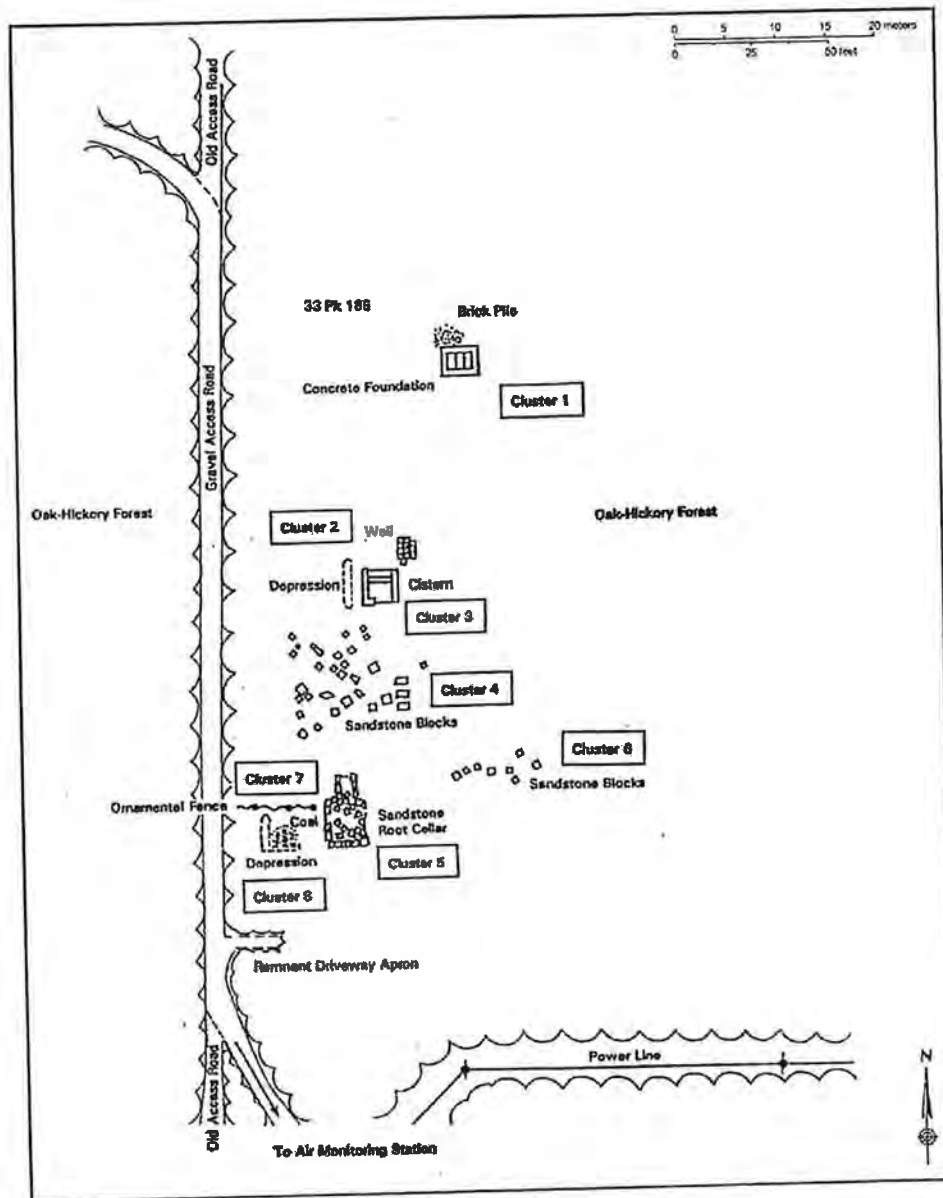 0 5 10 15 20 meters
0 25 50 feet
Old Access Road
33 Pk 186
Brick Pile
Concrete Foundation
Cluster 1
Gravel Access Road
Oak-Hickory Forest
Oak-Hickory Forest
Cluster 2
Well
Depression
Cistern
Cluster 3
Cluster 4
Sandstone Blocks
Cluster 6
Sandstone Blocks
Cluster 7
Ornamental Fence
Coal
Sandstone
Root Cellar
Depression
Cluster 5
Cluster 8
Remnant Driveway Apron
Power Line
Old Access Road
To Air Monitoring Station
N